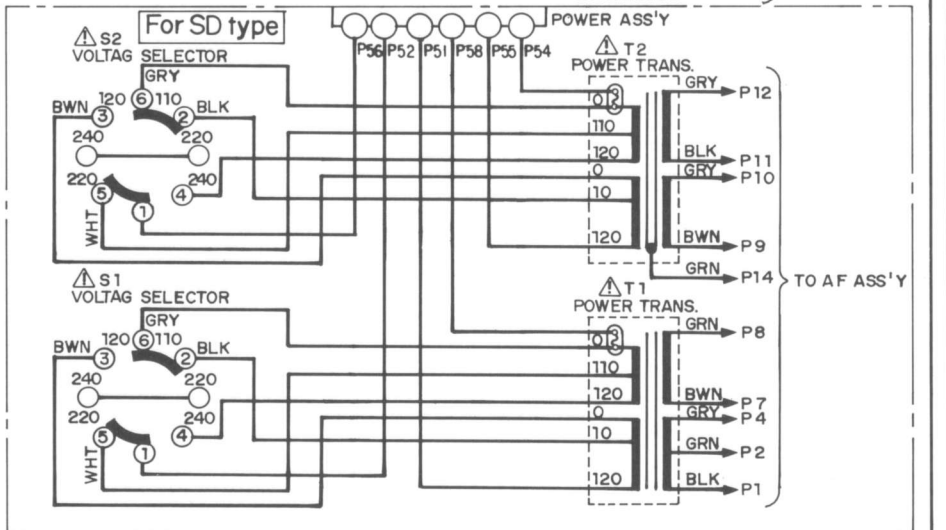 For SD type
POWER ASS'Y
P56 P52 P51 P58 P55 P54
⚠ S2
VOLTAG SELECTOR
GRY
BWN 120 6 110 BLK
3 2
240 220
220 240
5 4
1
WHT
⚠ T2
POWER TRANS.
0
110
120
0
10
120
GRY P12
BLK P11
GRY P10
BWN P9
GRN P14
TO AF ASS'Y
⚠ S1
VOLTAG SELECTOR
GRY
BWN 120 6 110 BLK
3 2
240 220
220 240
5 4
1
WHT
⚠ T1
POWER TRANS.
0
110
120
0
10
120
GRN P8
BWN P7
GRY P4
GRN P2
BLK P1